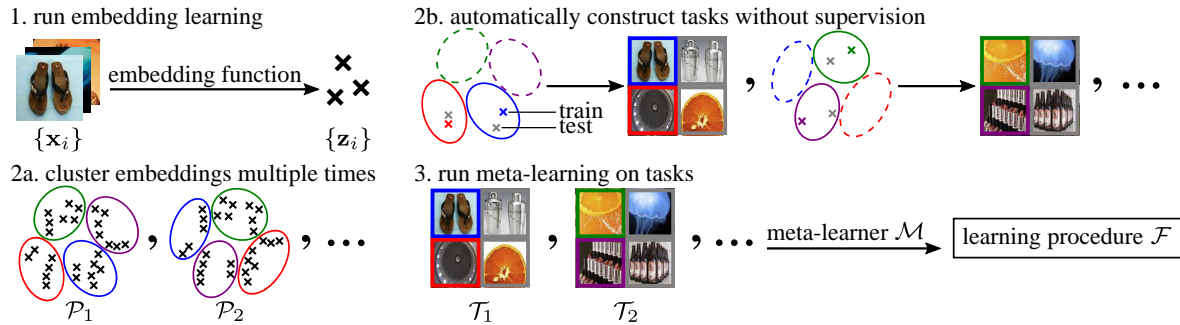 1. run embedding learning
embedding function
{x_i}
{z_i}
2a. cluster embeddings multiple times
, , ...
P_1
P_2
2b. automatically construct tasks without supervision
train
test
, , ...
3. run meta-learning on tasks
, , ...
T_1
T_2
meta-learner M
learning procedure F